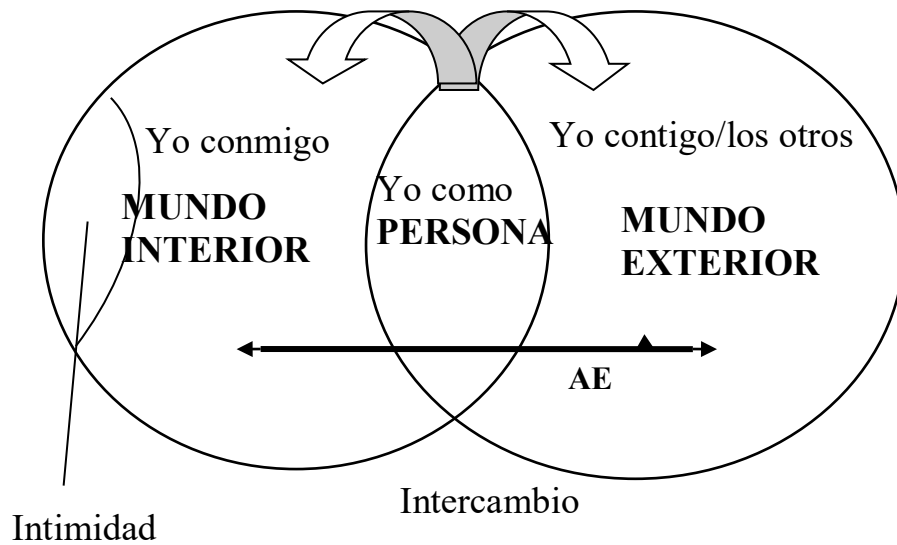 Yo conmigo
MUNDO
INTERIOR
Yo como
PERSONA
Yo contigo/los otros
MUNDO
EXTERIOR
AE
Intercambio
Intimidad